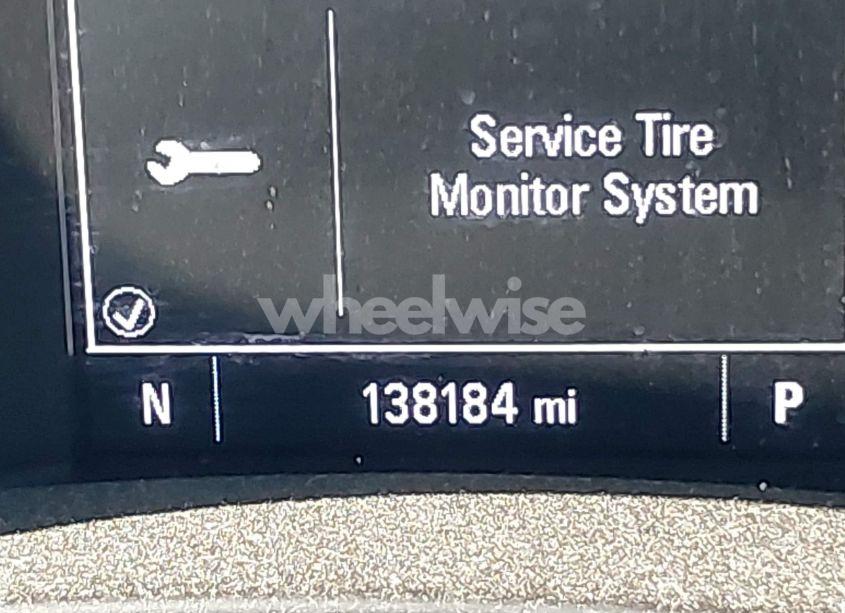 Service Tire
Monitor System
wheelwise
N 138184 mi P